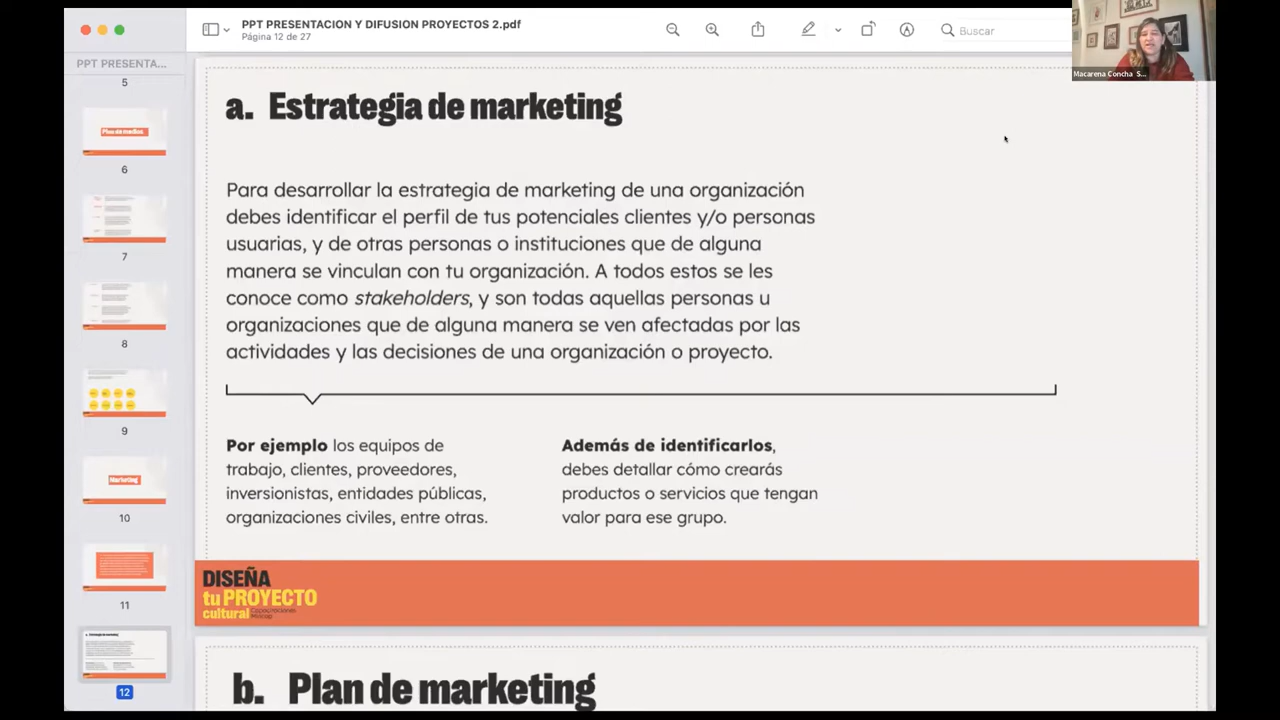 PPT PRESENTACION Y DIFUSION PROYECTOS 2.pdf
Página 12 de 27
Buscar
Macarena Concha S...
PPT PRESENTA...
5
Plan de medios
6
7
8
9
Marketing
10
11
12
a. Estrategia de marketing
Para desarrollar la estrategia de marketing de una organización
debes identificar el perfil de tus potenciales clientes y/o personas
usuarias, y de otras personas o instituciones que de alguna
manera se vinculan con tu organización. A todos estos se les
conoce como stakeholders, y son todas aquellas personas u
organizaciones que de alguna manera se ven afectadas por las
actividades y las decisiones de una organización o proyecto.
Por ejemplo los equipos de
trabajo, clientes, proveedores,
inversionistas, entidades públicas,
organizaciones civiles, entre otras.
Además de identificarlos,
debes detallar cómo crearás
productos o servicios que tengan
valor para ese grupo.
DISEÑA
tu PROYECTO
cultural Capacitaciones
Mincap
b. Plan de marketing